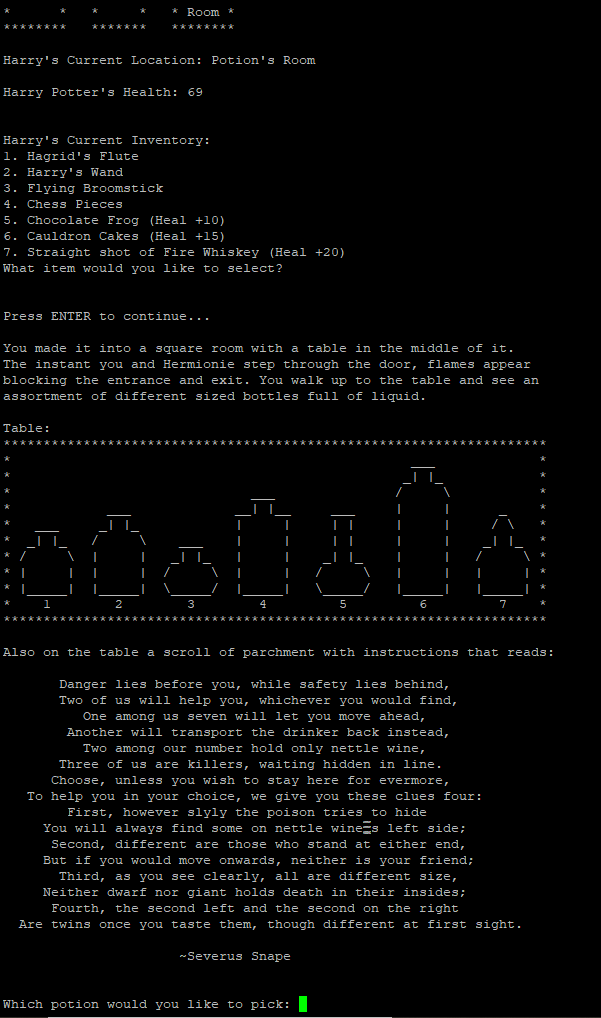 * Room *
Harry's Current Location: Potion's Room
Harry Potter's Health: 69
Harry's Current Inventory:
1. Hagrid's Flute
2. Harry's Wand
3. Flying Broomstick
4. Chess Pieces
5. Chocolate Frog (Heal +10)
6. Cauldron Cakes (Heal +15)
7. Straight shot of Fire Whiskey (Heal +20)
What item would you like to select?
Press ENTER to continue...
You made it into a square room with a table in the middle of it.
The instant you and Hermionie step through the door, flames appear
blocking the entrance and exit. You walk up to the table and see an
assortment of different sized bottles full of liquid.
Table:
1 2 3 4 5 6 7
Also on the table a scroll of parchment with instructions that reads:
Danger lies before you, while safety lies behind,
Two of us will help you, whichever you would find,
One among us seven will let you move ahead,
Another will transport the drinker back instead,
Two among our number hold only nettle wine,
Three of us are killers, waiting hidden in line.
Choose, unless you wish to stay here for evermore,
To help you in your choice, we give you these clues four:
First, however slyly the poison tries to hide
You will always find some on nettle wine▒s left side;
Second, different are those who stand at either end,
But if you would move onwards, neither is your friend;
Third, as you see clearly, all are different size,
Neither dwarf nor giant holds death in their insides;
Fourth, the second left and the second on the right
Are twins once you taste them, though different at first sight.
~Severus Snape
Which potion would you like to pick: